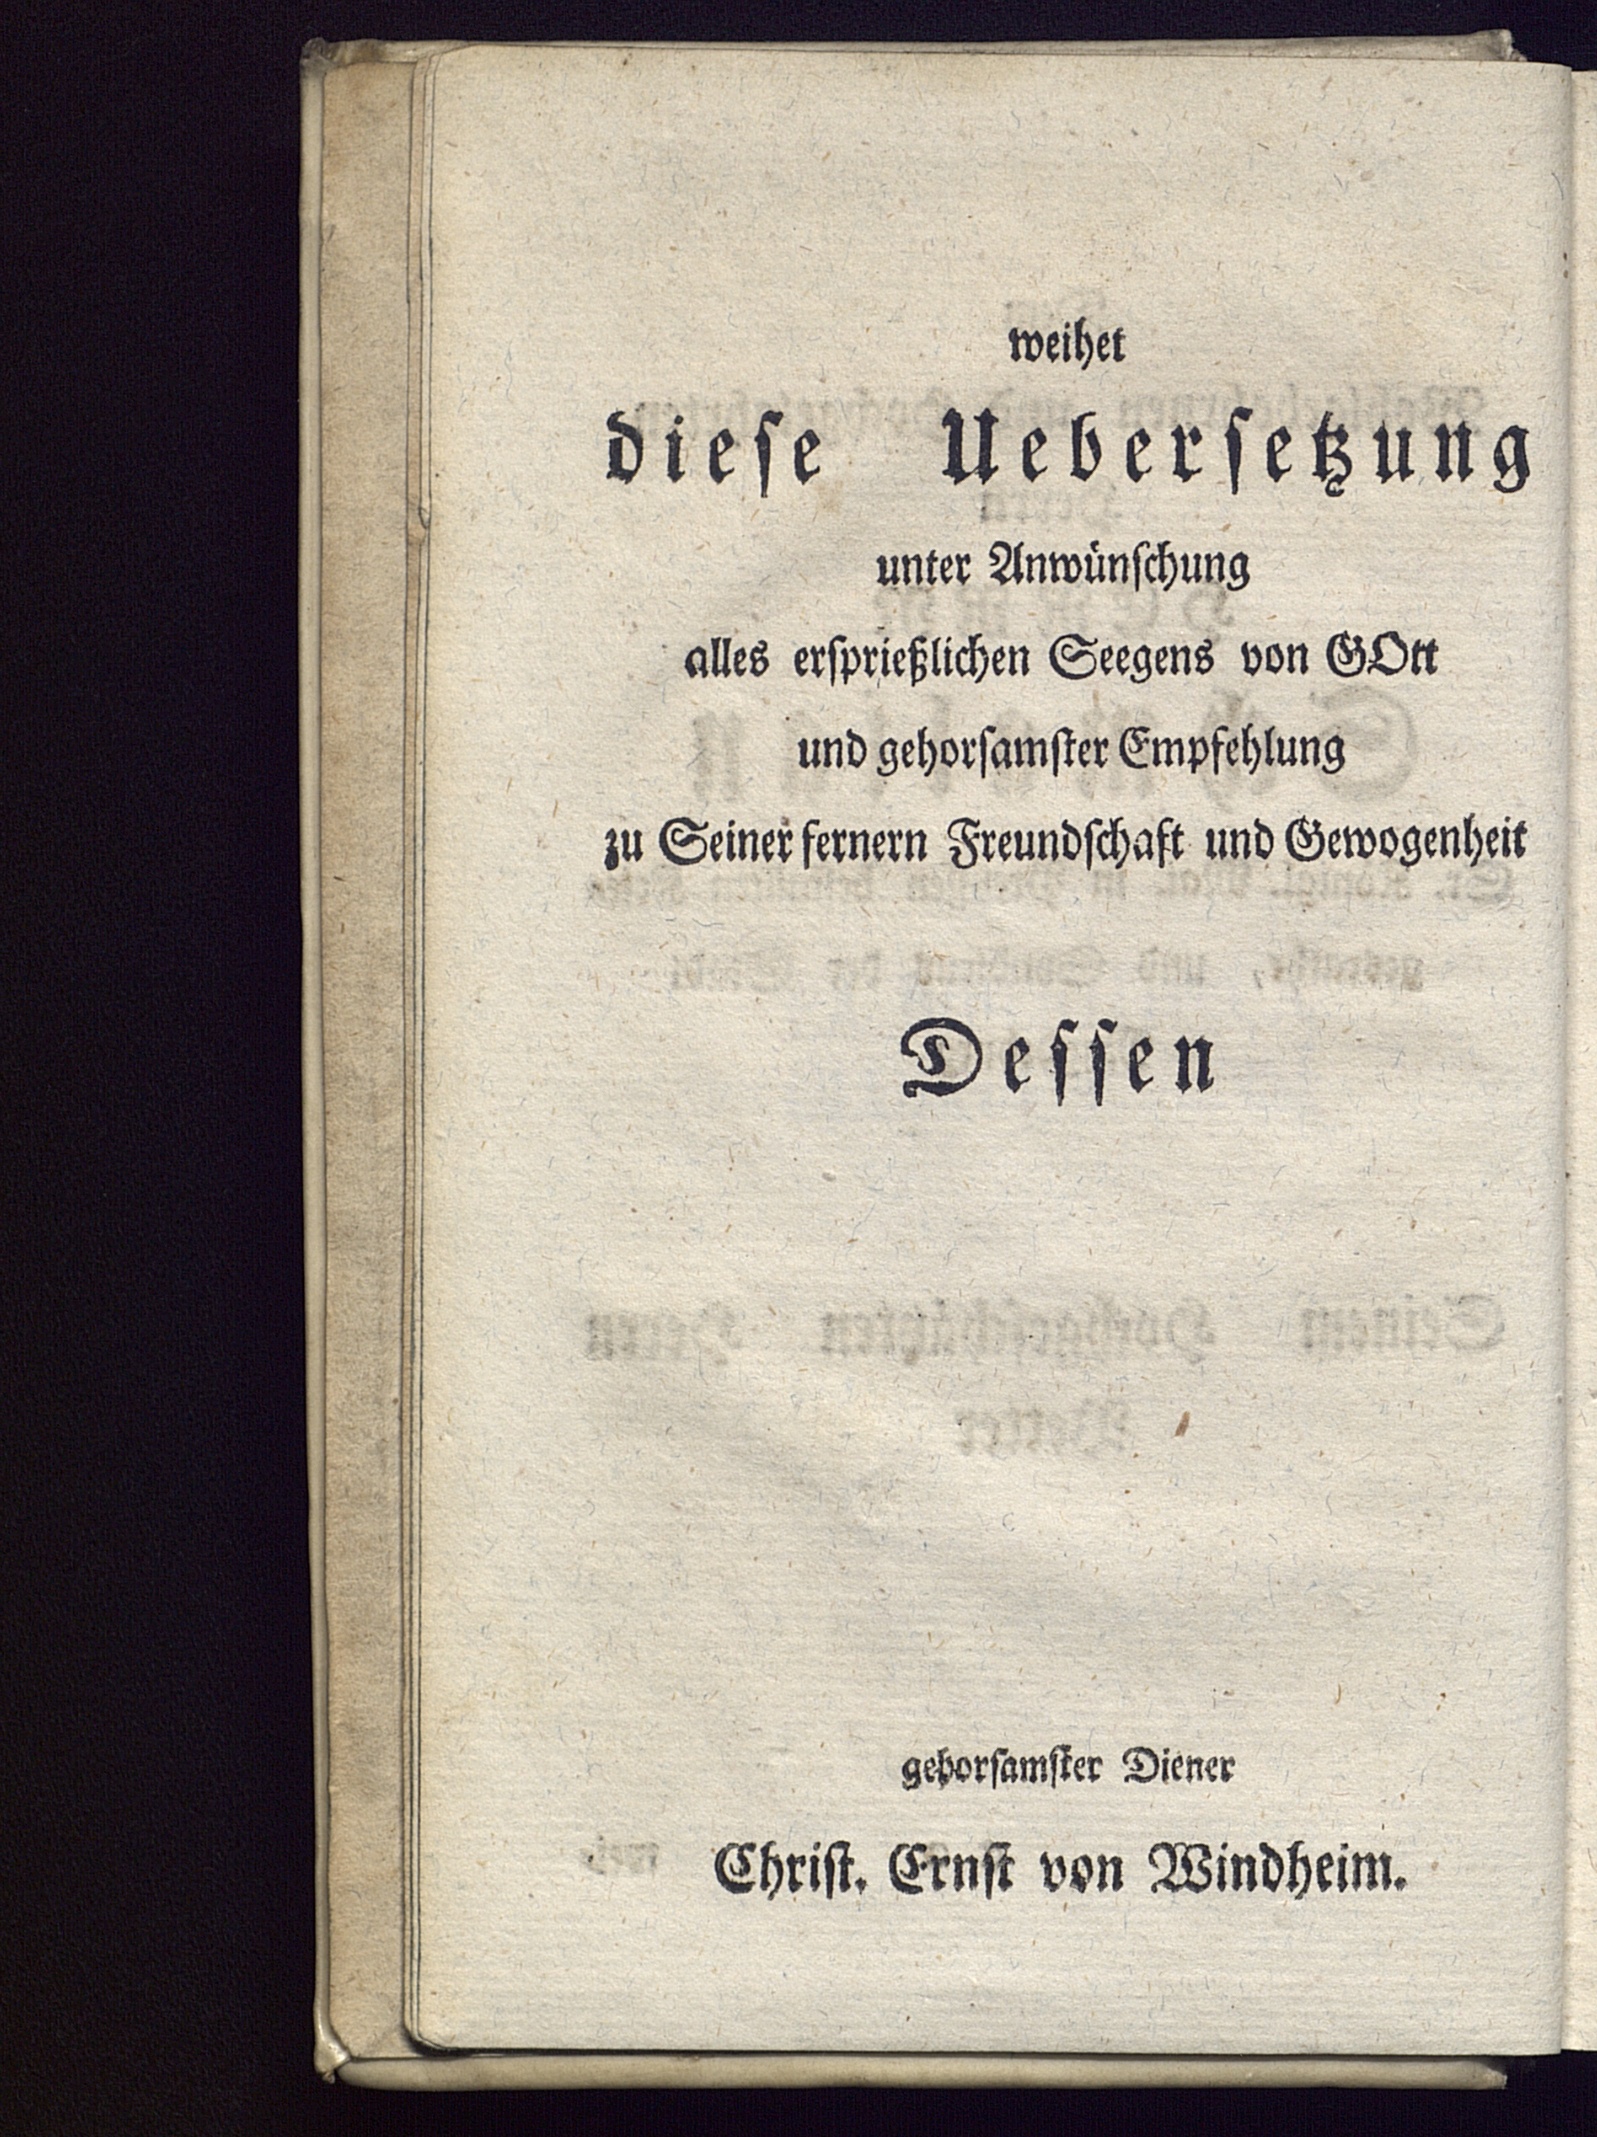 weihet
diese Uebersetzung
unter Anwünschung
alles ersprießlichen Seegens von GOtt
und gehorsamster Empfehlung
zu Seiner fernern Freundschaft und Gewogenheit
Dessen
gehorsamster Diener
Christ. Ernst von Windheim.